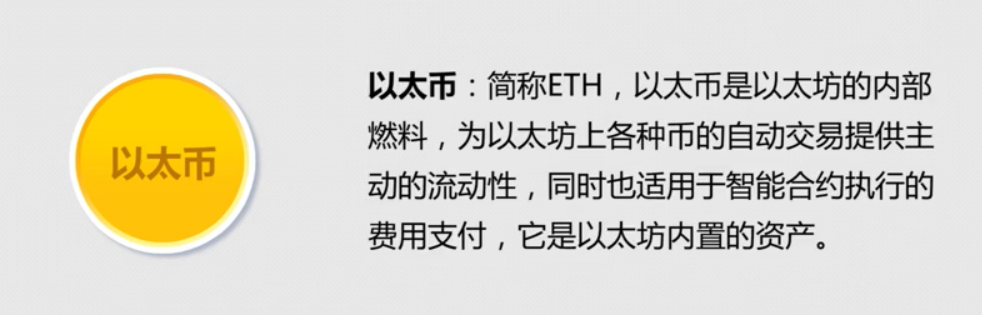 以太币
以太币：简称ETH，以太币是以太坊的内部
燃料，为以太坊上各种币的自动交易提供主
动的流动性，同时也适用于智能合约执行的
费用支付，它是以太坊内置的资产。